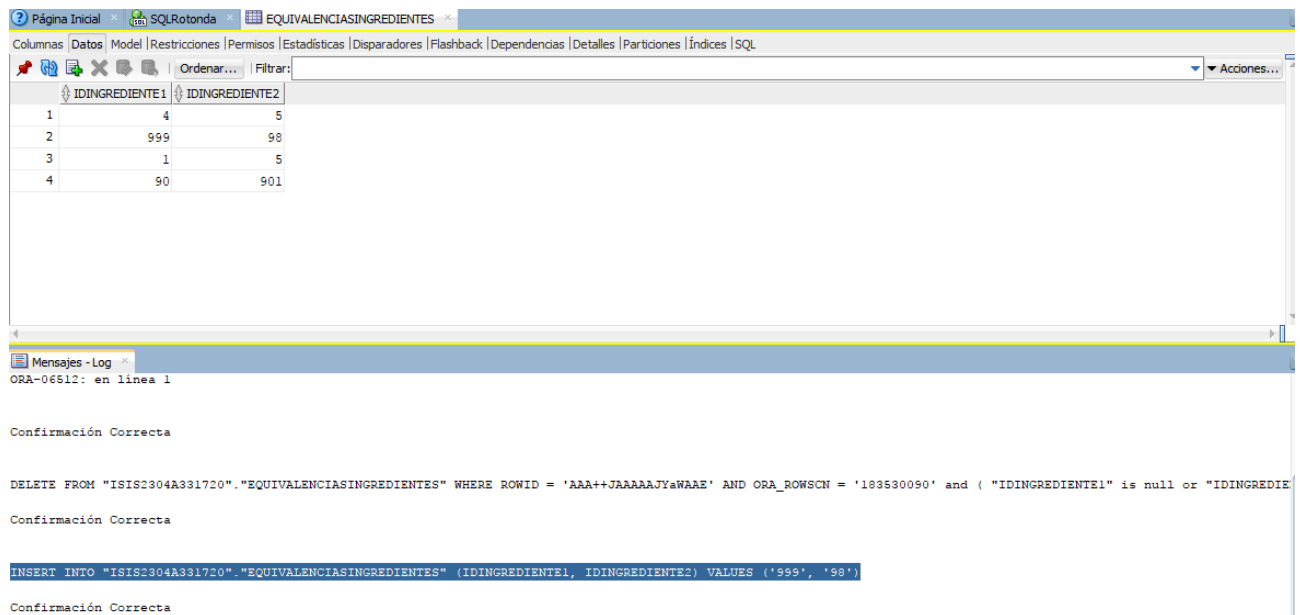 Página Inicial SQLRotonda EQUIVALENCIASINGREDIENTES
Columnas Datos Model Restricciones Permisos Estadísticas Disparadores Flashback Dependencias Detalles Particiones Índices SQL
Ordenar... Filtrar: Acciones...
IDINGREDIENTE1 IDINGREDIENTE2
1 4 5
2 999 98
3 1 5
4 90 901
Mensajes - Log
ORA-06512: en línea 1
Confirmación Correcta
DELETE FROM "ISIS2304A331720"."EQUIVALENCIASINGREDIENTES" WHERE ROWID = 'AAA++JAAAAAJYaWAAE' AND ORA_ROWSCN = '183530090' and ( "IDINGREDIENTE1" is null or "IDINGREDIE
Confirmación Correcta
INSERT INTO "ISIS2304A331720"."EQUIVALENCIASINGREDIENTES" (IDINGREDIENTE1, IDINGREDIENTE2) VALUES ('999', '98')
Confirmación Correcta